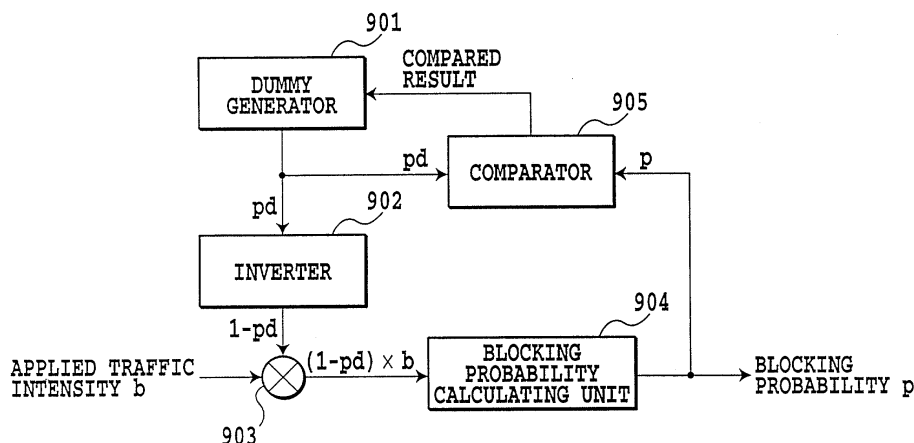 901
DUMMY
GENERATOR
COMPARED
RESULT
905
COMPARATOR
pd
p
pd
902
INVERTER
1-pd
904
APPLIED TRAFFIC
INTENSITY b
(1-pd) × b
BLOCKING
PROBABILITY
CALCULATING UNIT
BLOCKING
PROBABILITY p
903